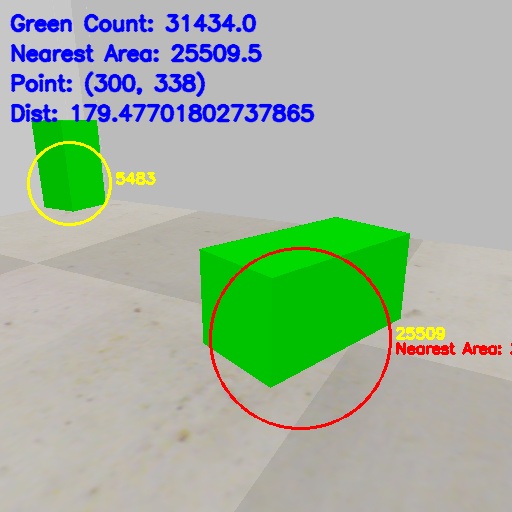 Green Count: 31434.0
Nearest Area: 25509.5
Point: (300, 338)
Dist: 179.47701802737865
5483
25509
Nearest Area: